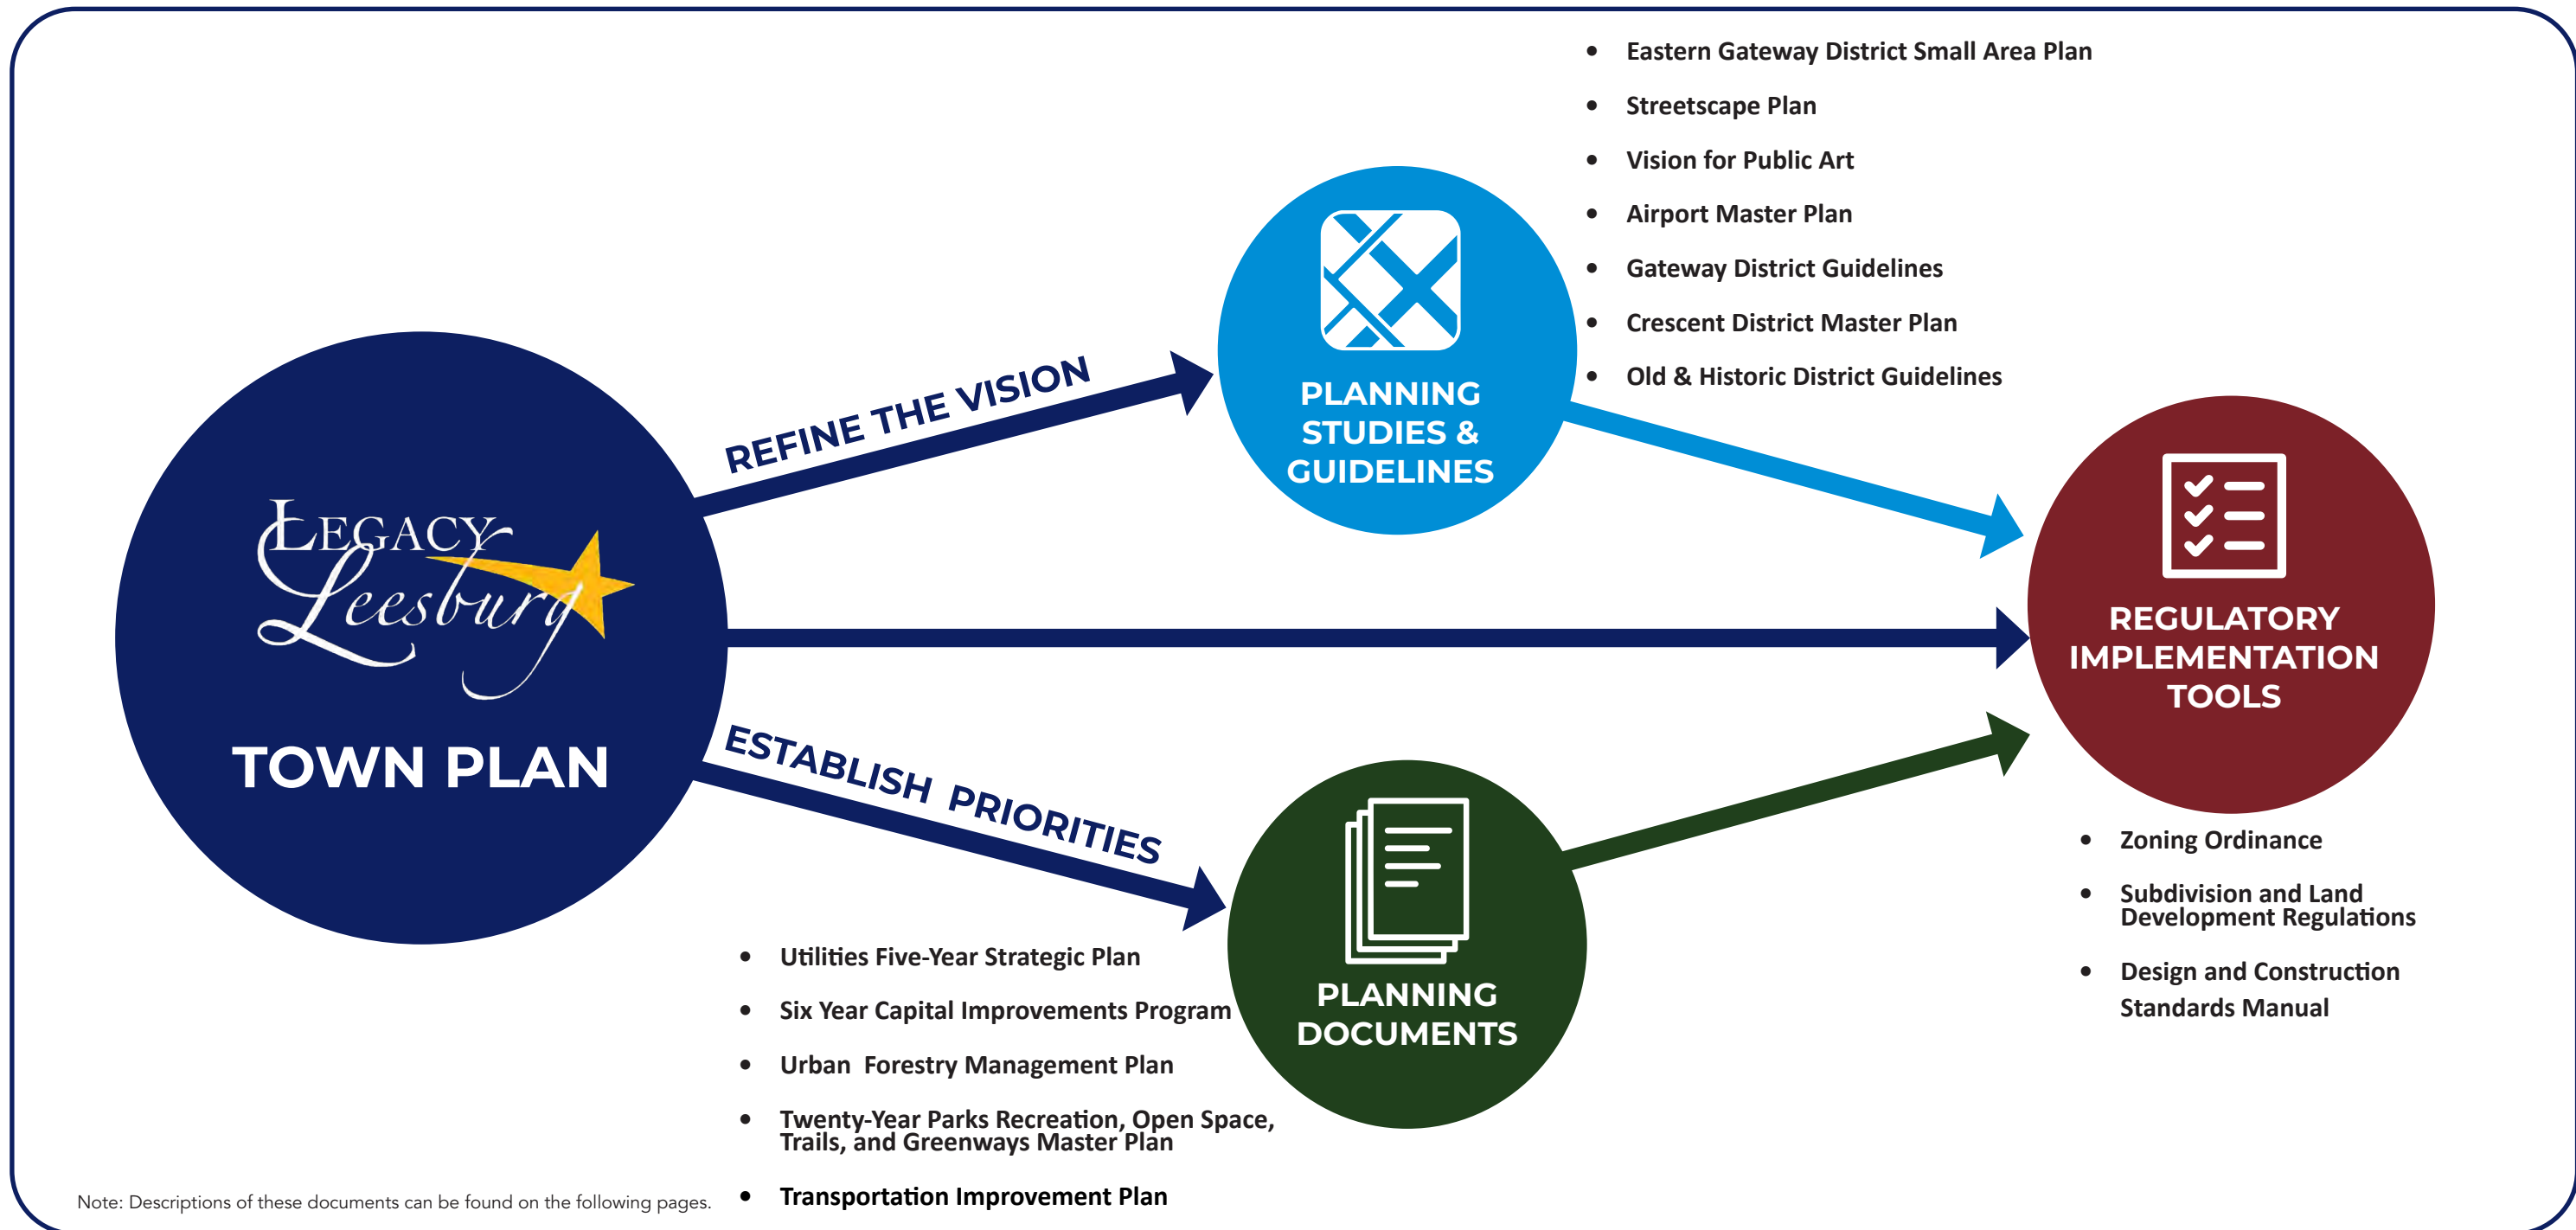 LEGACY
Leesburg
TOWN PLAN
REFINE THE VISION
PLANNING
STUDIES &
GUIDELINES
• Eastern Gateway District Small Area Plan
• Streetscape Plan
• Vision for Public Art
• Airport Master Plan
• Gateway District Guidelines
• Crescent District Master Plan
• Old & Historic District Guidelines
ESTABLISH PRIORITIES
PLANNING
DOCUMENTS
• Utilities Five-Year Strategic Plan
• Six Year Capital Improvements Program
• Urban Forestry Management Plan
• Twenty-Year Parks Recreation, Open Space,
Trails, and Greenways Master Plan
• Transportation Improvement Plan
REGULATORY
IMPLEMENTATION
TOOLS
• Zoning Ordinance
• Subdivision and Land
Development Regulations
• Design and Construction
Standards Manual
Note: Descriptions of these documents can be found on the following pages.